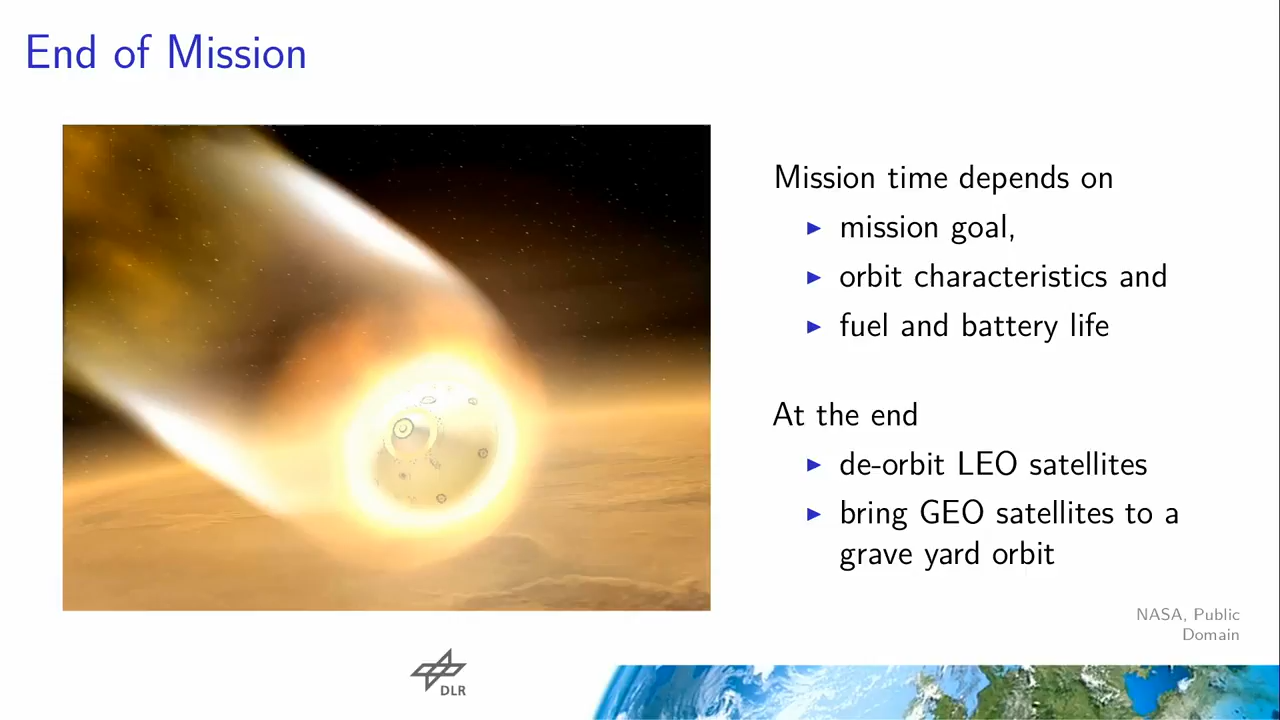 End of Mission
Mission time depends on
▶ mission goal,
▶ orbit characteristics and
▶ fuel and battery life
At the end
▶ de-orbit LEO satellites
▶ bring GEO satellites to a
grave yard orbit
NASA, Public
Domain
DLR